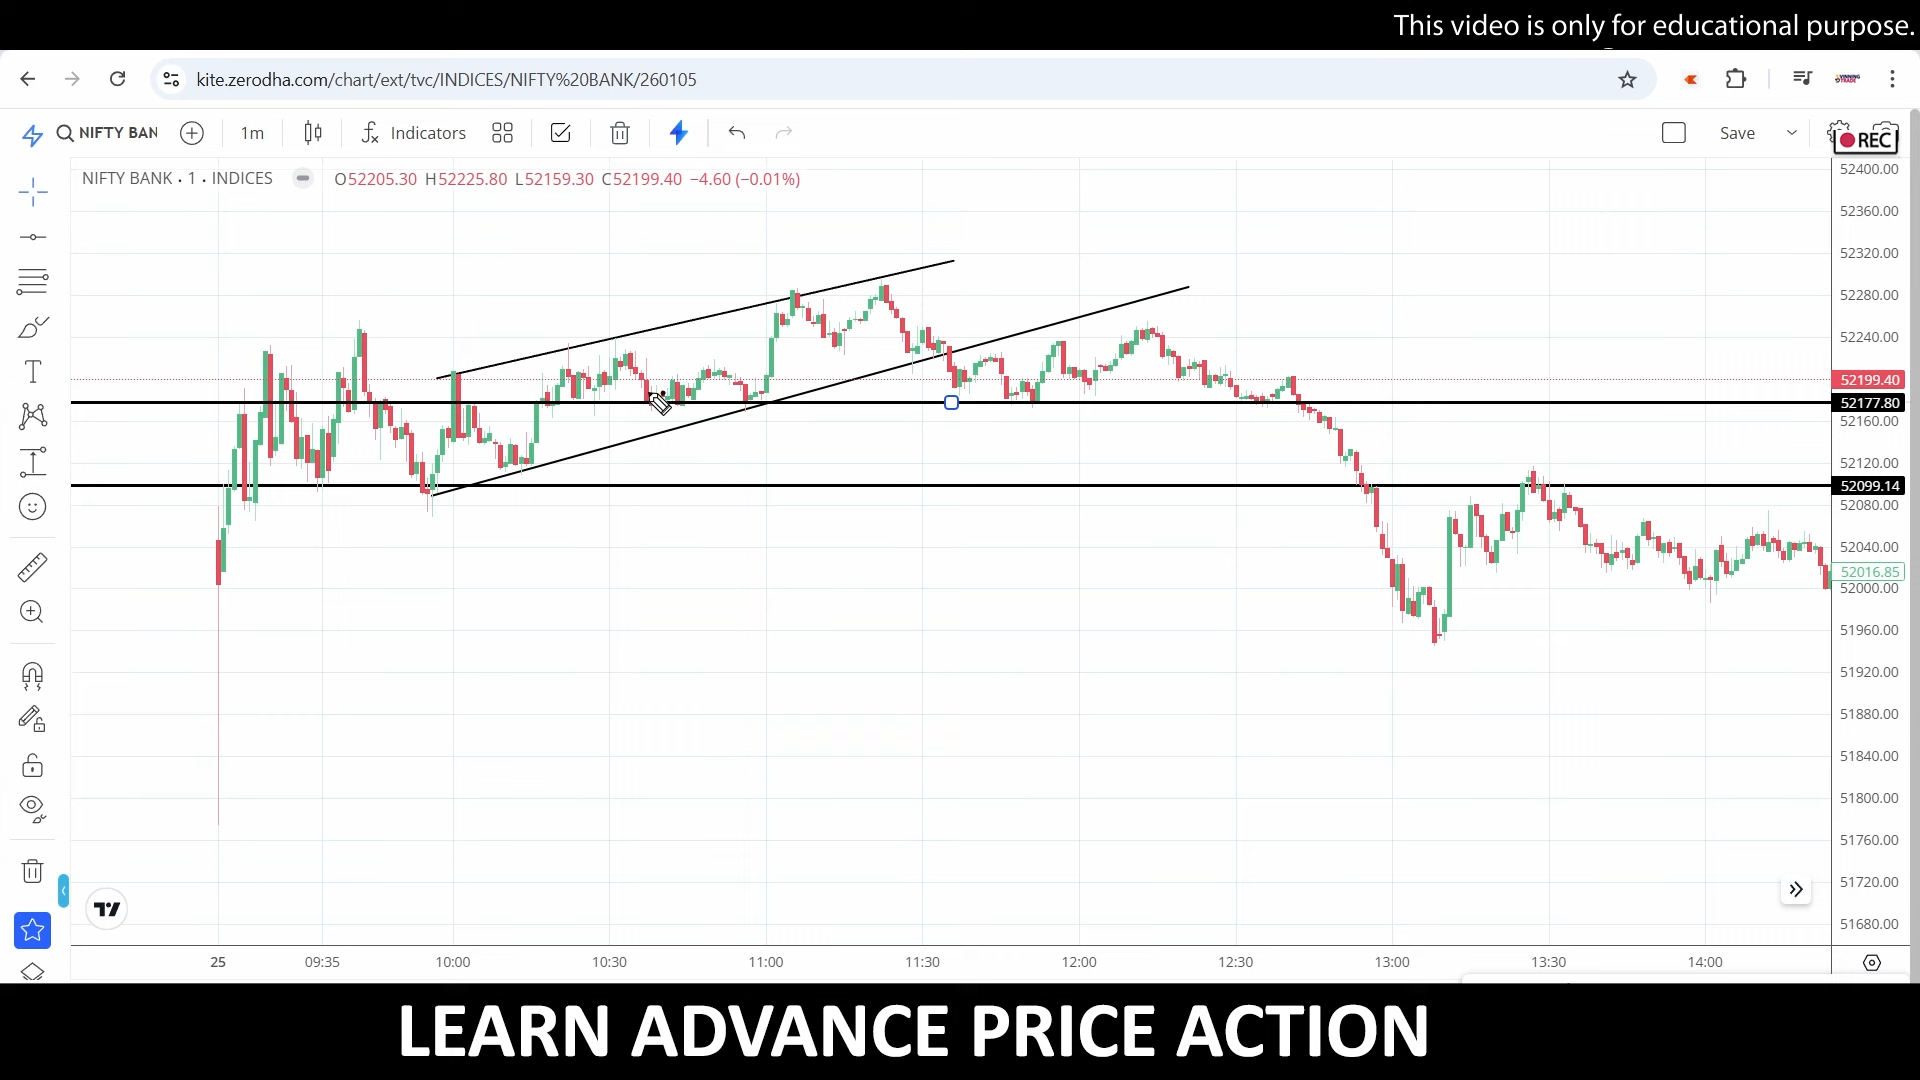 This video is only for educational purpose.
kite.zerodha.com/chart/ext/tvc/INDICES/NIFTY%20BANK/260105
NIFTY BAN
1m
Indicators
Save
REC
NIFTY BANK · 1 · INDICES
O52205.30 H52225.80 L52159.30 C52199.40 −4.60 (−0.01%)
52400.00
52360.00
52320.00
52280.00
52240.00
52199.40
52177.80
52160.00
52120.00
52099.14
52080.00
52040.00
52016.85
52000.00
51960.00
51920.00
51880.00
51840.00
51800.00
51760.00
51720.00
51680.00
25 09:35 10:00 10:30 11:00 11:30 12:00 12:30 13:00 13:30 14:00
LEARN ADVANCE PRICE ACTION